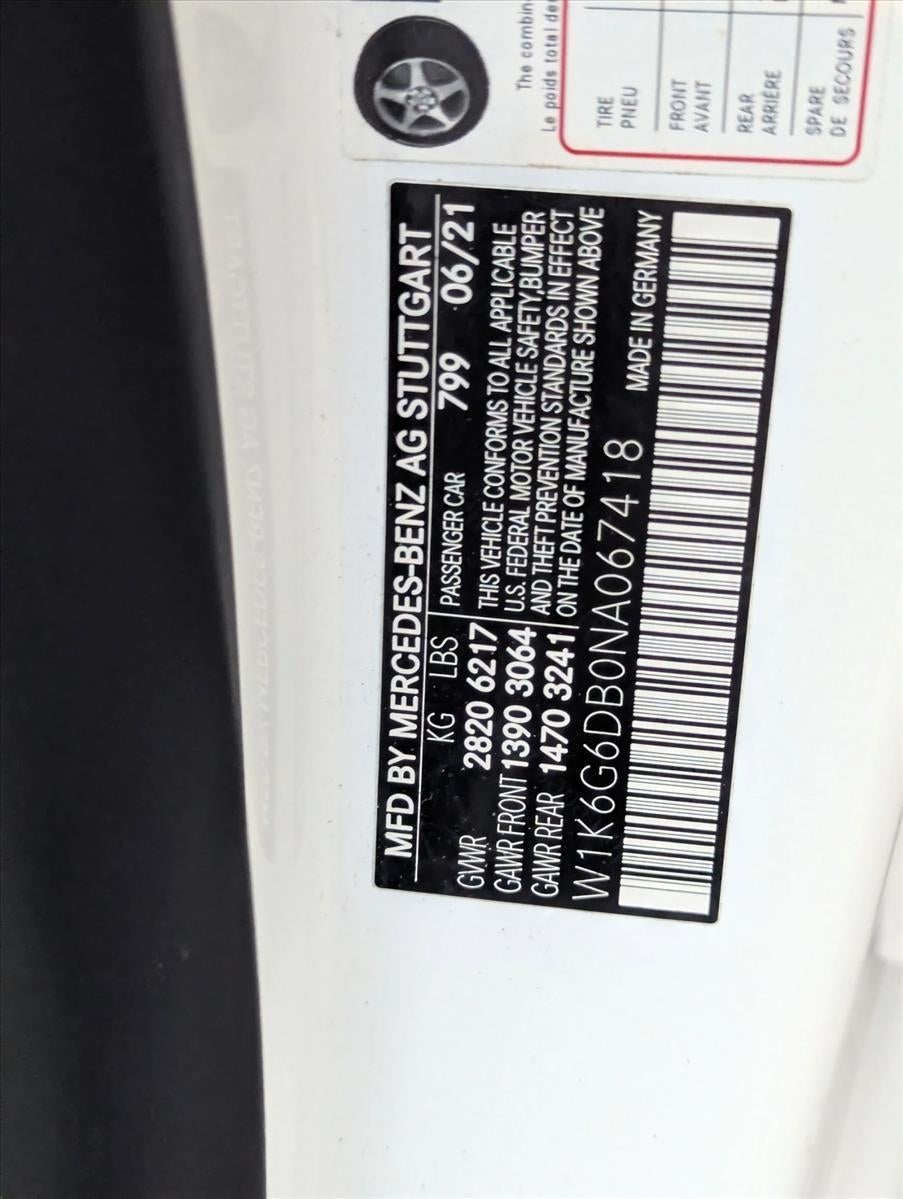 MFD BY MERCEDES-BENZ AG STUTTGART
KG LBS PASSENGER CAR 799 06/21
GVWR 2820 6217
GAWR FRONT 1390 3064
GAWR REAR 1470 3241
THIS VEHICLE CONFORMS TO ALL APPLICABLE
U.S. FEDERAL MOTOR VEHICLE SAFETY, BUMPER
AND THEFT PREVENTION STANDARDS IN EFFECT
ON THE DATE OF MANUFACTURE SHOWN ABOVE
W1K6G6DB0NA067418 MADE IN GERMANY
The
Le poids total
TIRE
PNEU
FRONT
AVANT
REAR
ARRIÈRE
SPARE
DE SECOURS